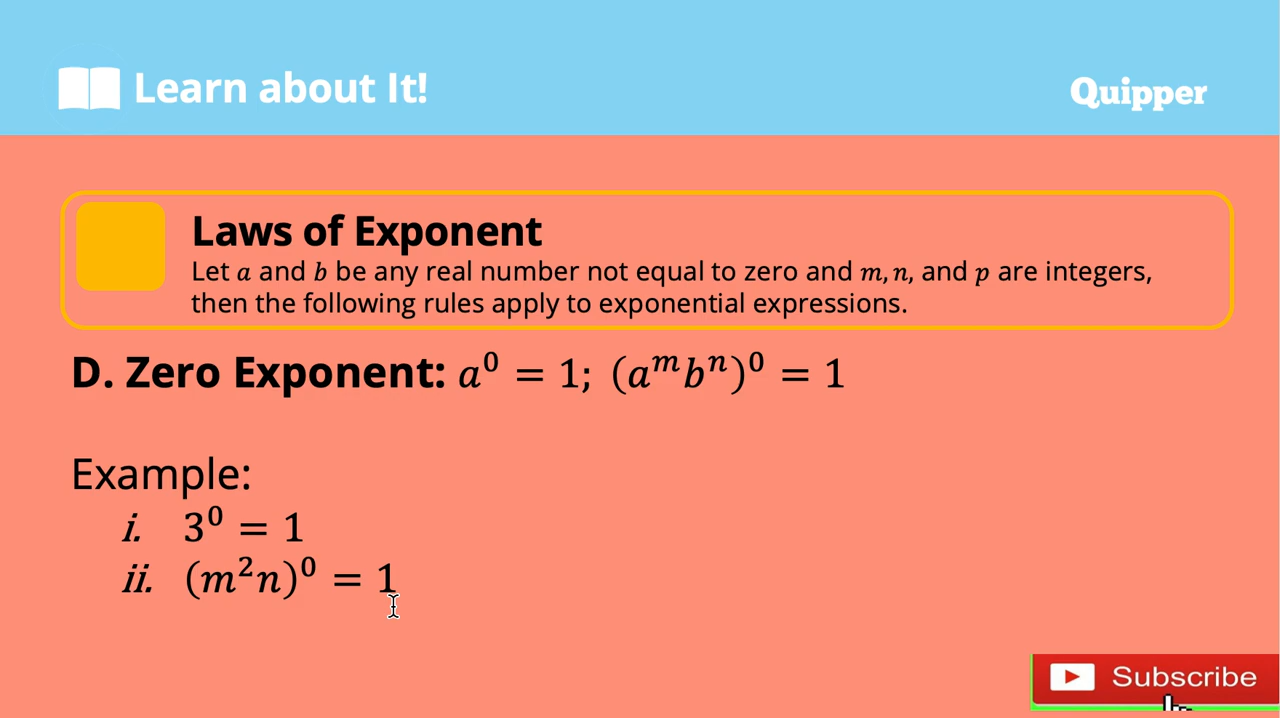 Learn about It!
Quipper
Laws of Exponent
Let a and b be any real number not equal to zero and m, n, and p are integers,
then the following rules apply to exponential expressions.
D. Zero Exponent: a⁰ = 1; (aᵐbⁿ)⁰ = 1
Example:
i. 3⁰ = 1
ii. (m²n)⁰ = 1
Subscribe